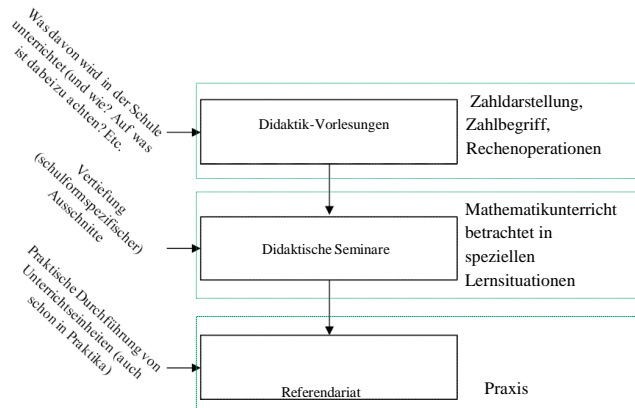 Was davon wird in der Schule
unterrichtet (und wie? Auf was
ist dabei zu achten? Etc.
Didaktik-Vorlesungen
Zahldarstellung,
Zahlbegriff,
Rechenoperationen
Vertiefung
(schulformspezifischer)
Ausschnitte
Didaktische Seminare
Mathematikunterricht
betrachtet in
speziellen
Lernsituationen
Praktische Durchführung von
Unterrichtseinheiten (auch
schon in Praktika)
Referendariat
Praxis